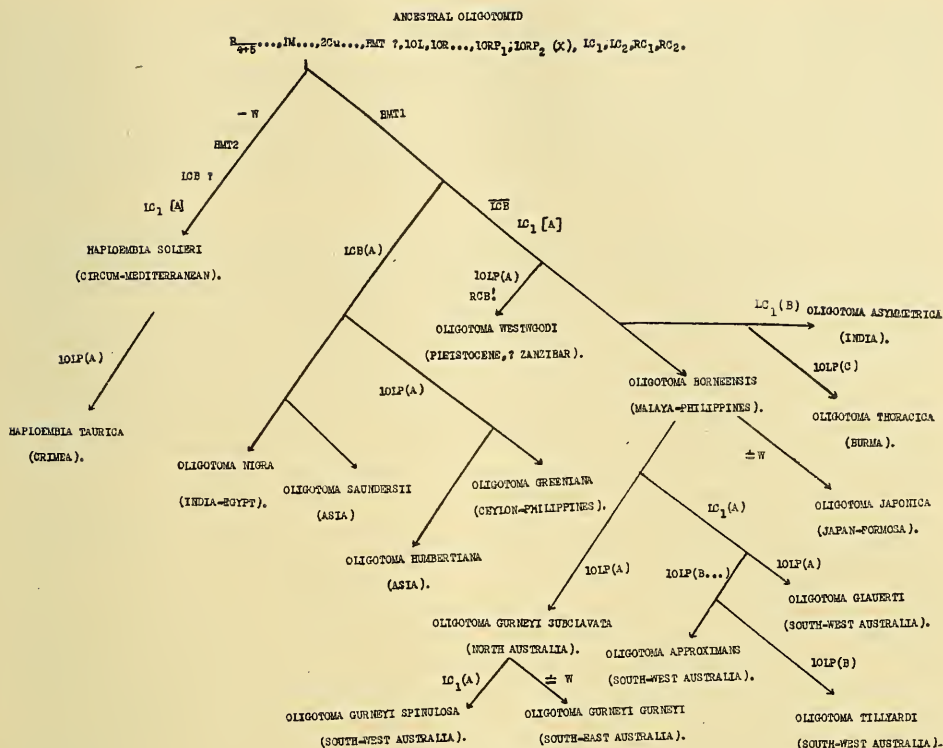 ANCESTRAL OLIGOTOMID
R4+5...,1M...,2Cu...,HMT ?,10L,10R...,10RP1;10RP2 (X), LC1,LC2,RC1,RC2.
- W
HMT1
HMT2
LCB ?
LC1 [A]
LCB
LC1 [A]
HAPLOEMBIA SOLIERI
(CIRCUM-MEDITERRANEAN).
LCB(A)
10LP(A)
RCB!
OLIGOTOMA WESTWOODI
(PLEISTOCENE, ? ZANZIBAR).
LC1(B)
OLIGOTOMA ASYMMETRICA
(INDIA).
10LP(C)
10LP(A)
10LP(A)
OLIGOTOMA BORNEENSIS
(MALAYA-PHILIPPINES).
OLIGOTOMA THORACICA
(BURMA).
HAPLOEMBIA TAURICA
(CRIMEA).
OLIGOTOMA NIGRA
(INDIA-EGYPT).
OLIGOTOMA SAUNDERSII
(ASIA)
OLIGOTOMA GREENIANA
(CEYLON-PHILIPPINES).
± W
LC1(A)
OLIGOTOMA JAPONICA
(JAPAN-FORMOSA).
OLIGOTOMA HUMBERTIANA
(ASIA).
10LP(A)
10LP(B...)
10LP(A)
OLIGOTOMA GLAUERTI
(SOUTH-WEST AUSTRALIA).
OLIGOTOMA GURNEYI SUBCLAVATA
(NORTH AUSTRALIA).
OLIGOTOMA APPROXIMANS
(SOUTH-WEST AUSTRALIA).
10LP(B)
LC1(A)
± W
OLIGOTOMA GURNEYI SPINULOSA
(SOUTH-WEST AUSTRALIA).
OLIGOTOMA GURNEYI GURNEYI
(SOUTH-EAST AUSTRALIA).
OLIGOTOMA TILLYARDI
(SOUTH-WEST AUSTRALIA).